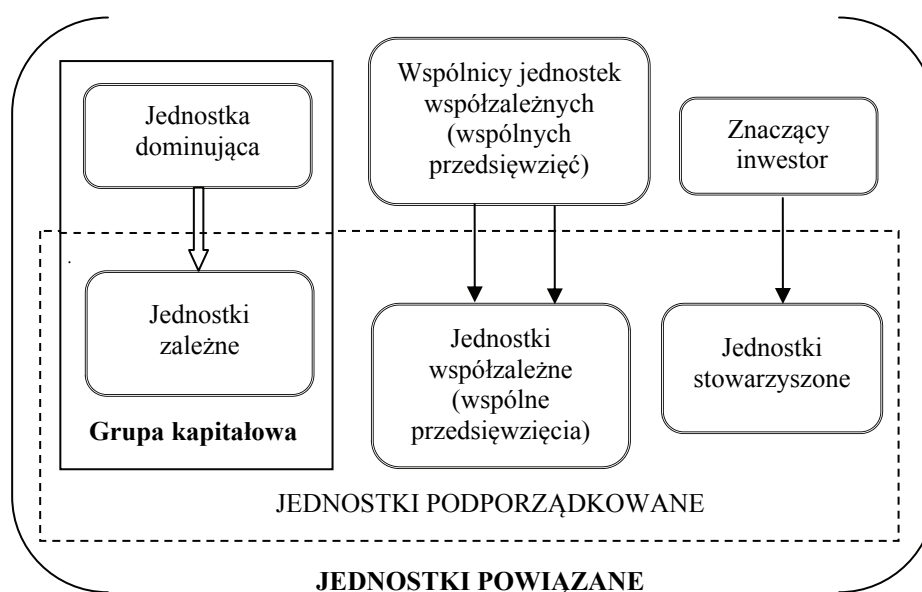 Jednostka
dominująca
Wspólnicy jednostek
współzależnych
(wspólnych
przedsięwzięć)
Znaczący
inwestor
Jednostki
zależne
Grupa kapitałowa
Jednostki
współzależne
(wspólne
przedsięwzięcia)
Jednostki
stowarzyszone
JEDNOSTKI PODPORZĄDKOWANE
JEDNOSTKI POWIĄZANE